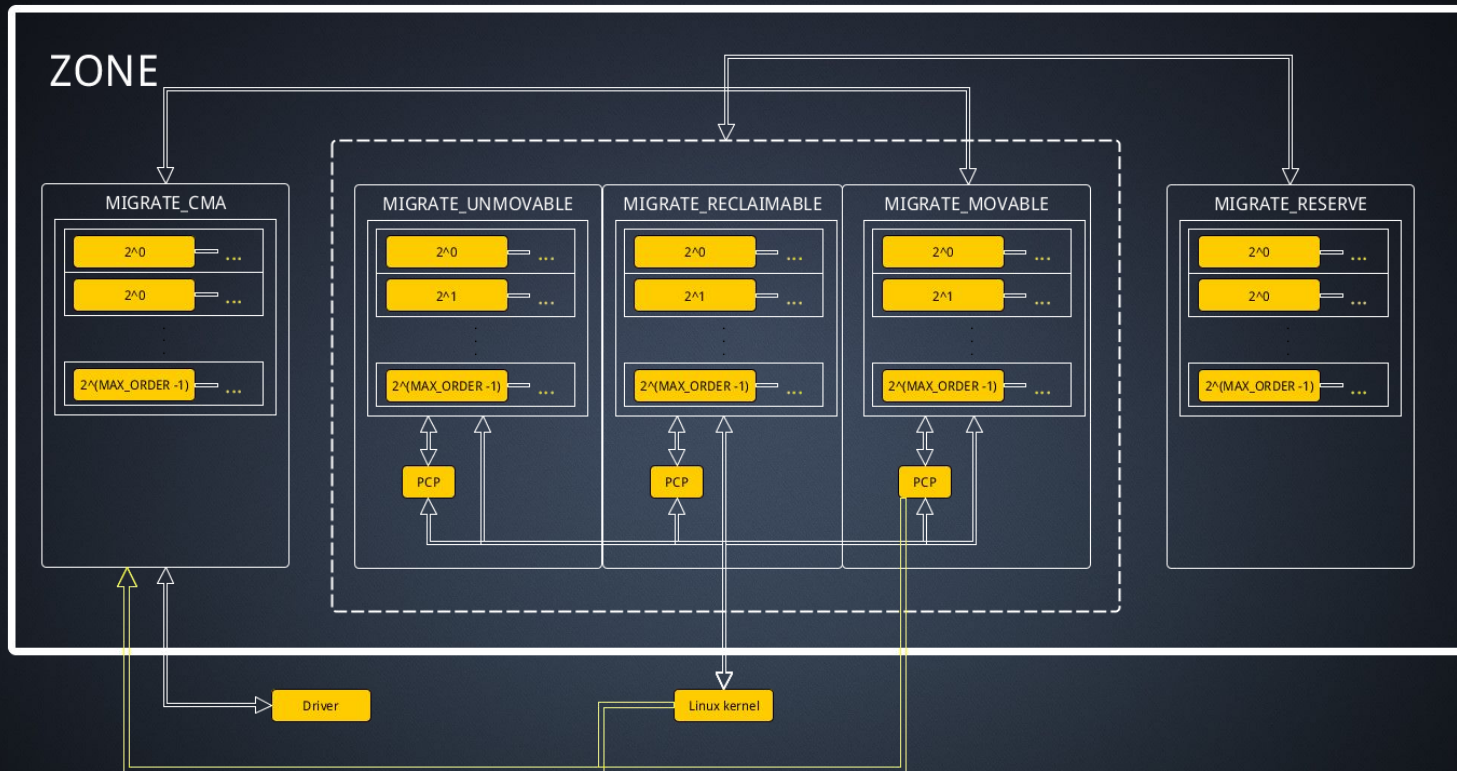 ZONE
MIGRATE_CMA
2^0 ...
2^0 ...
2^(MAX_ORDER -1) ...
MIGRATE_UNMOVABLE
2^0 ...
2^1 ...
2^(MAX_ORDER -1) ...
PCP
MIGRATE_RECLAIMABLE
2^0 ...
2^1 ...
2^(MAX_ORDER -1) ...
PCP
MIGRATE_MOVABLE
2^0 ...
2^1 ...
2^(MAX_ORDER -1) ...
PCP
MIGRATE_RESERVE
2^0 ...
2^0 ...
2^(MAX_ORDER -1) ...
Driver
Linux kernel